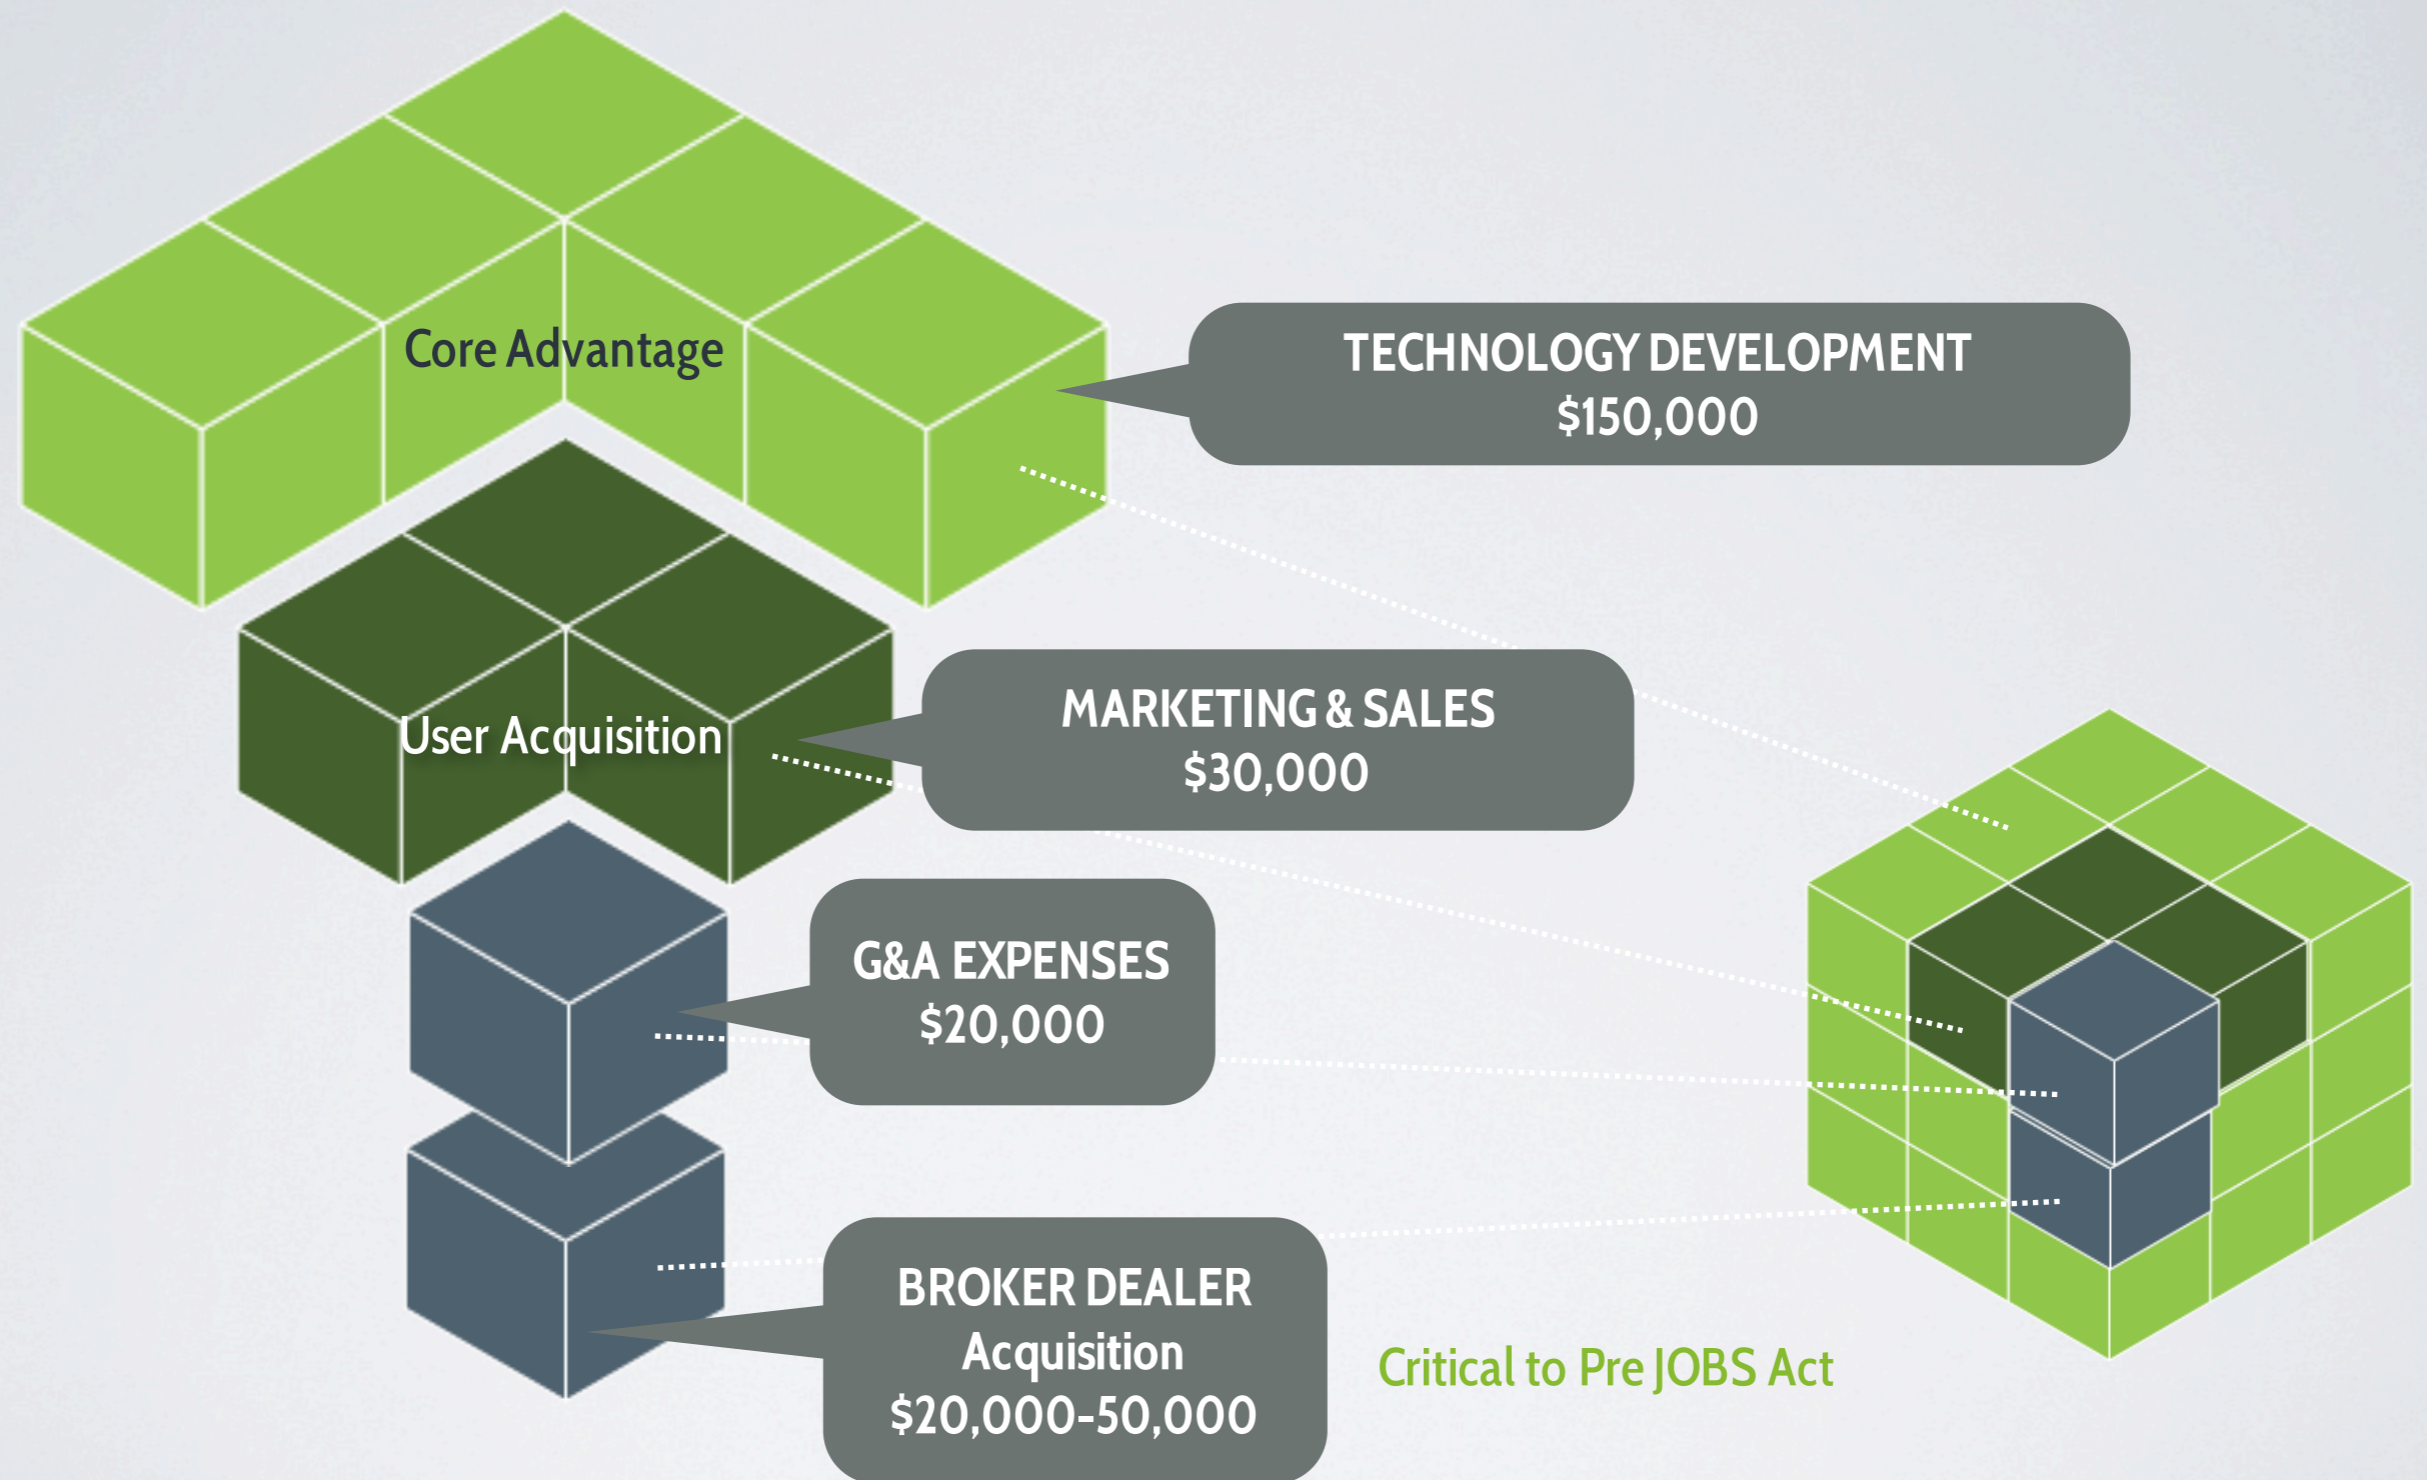 Core Advantage
TECHNOLOGY DEVELOPMENT
$150,000
User Acquisition
MARKETING & SALES
$30,000
G&A EXPENSES
$20,000
BROKER DEALER
Acquisition
$20,000-50,000
Critical to Pre JOBS Act